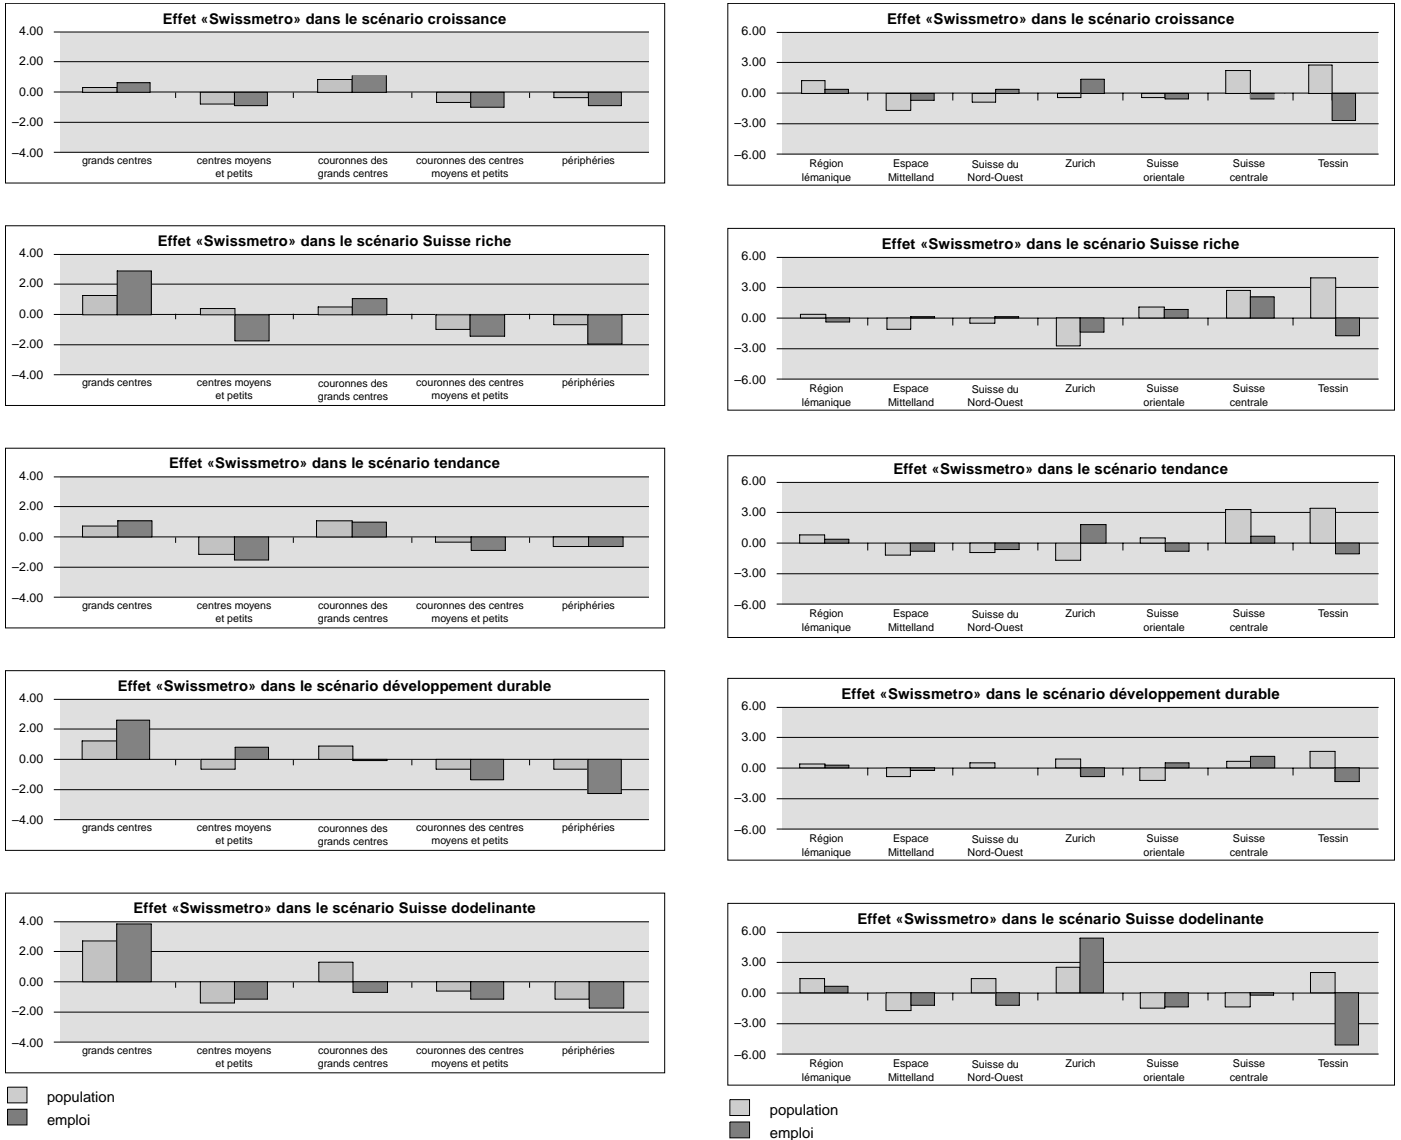 Effet «Swissmetro» dans le scénario croissance
4.00
2.00
0.00
–2.00
–4.00
grands centres
centres moyens
et petits
couronnes des
grands centres
couronnes des centres
moyens et petits
périphéries
Effet «Swissmetro» dans le scénario Suisse riche
4.00
2.00
0.00
–2.00
–4.00
grands centres
centres moyens
et petits
couronnes des
grands centres
couronnes des centres
moyens et petits
périphéries
Effet «Swissmetro» dans le scénario tendance
4.00
2.00
0.00
–2.00
–4.00
grands centres
centres moyens
et petits
couronnes des
grands centres
couronnes des centres
moyens et petits
périphéries
Effet «Swissmetro» dans le scénario développement durable
4.00
2.00
0.00
–2.00
–4.00
grands centres
centres moyens
et petits
couronnes des
grands centres
couronnes des centres
moyens et petits
périphéries
Effet «Swissmetro» dans le scénario Suisse dodelinante
4.00
2.00
0.00
–2.00
–4.00
grands centres
centres moyens
et petits
couronnes des
grands centres
couronnes des centres
moyens et petits
périphéries
population
emploi
Effet «Swissmetro» dans le scénario croissance
6.00
3.00
0.00
–3.00
–6.00
Région
lémanique
Espace
Mittelland
Suisse du
Nord-Ouest
Zurich
Suisse
orientale
Suisse
centrale
Tessin
Effet «Swissmetro» dans le scénario Suisse riche
6.00
3.00
0.00
–3.00
–6.00
Région
lémanique
Espace
Mittelland
Suisse du
Nord-Ouest
Zurich
Suisse
orientale
Suisse
centrale
Tessin
Effet «Swissmetro» dans le scénario tendance
6.00
3.00
0.00
–3.00
–6.00
Région
lémanique
Espace
Mittelland
Suisse du
Nord-Ouest
Zurich
Suisse
orientale
Suisse
centrale
Tessin
Effet «Swissmetro» dans le scénario développement durable
6.00
3.00
0.00
–3.00
–6.00
Région
lémanique
Espace
Mittelland
Suisse du
Nord-Ouest
Zurich
Suisse
orientale
Suisse
centrale
Tessin
Effet «Swissmetro» dans le scénario Suisse dodelinante
6.00
3.00
0.00
–3.00
–6.00
Région
lémanique
Espace
Mittelland
Suisse du
Nord-Ouest
Zurich
Suisse
orientale
Suisse
centrale
Tessin
population
emploi